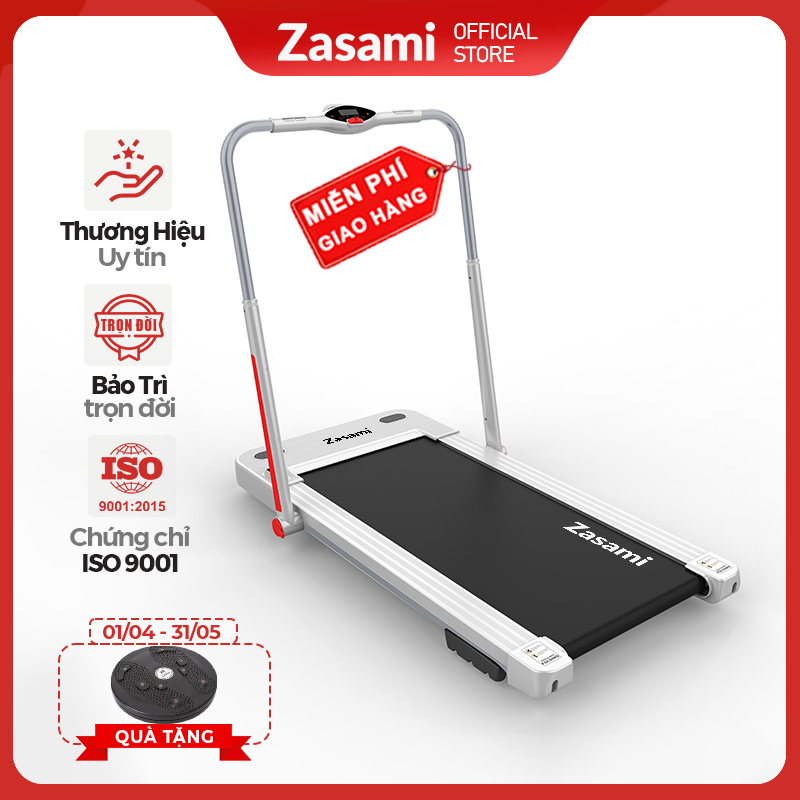 Zasami
OFFICIAL
STORE
MIỄN PHÍ
GIAO HÀNG
Thương Hiệu
Uy tín
TRỌN ĐỜI
Bảo Trì
trọn đời
ISO
9001:2015
Chứng chỉ
ISO 9001
Zasami
Zasami
01/04 - 31/05
QUÀ TẶNG